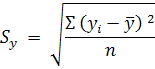 S_y = √(Σ (y_i − ȳ)² / n)